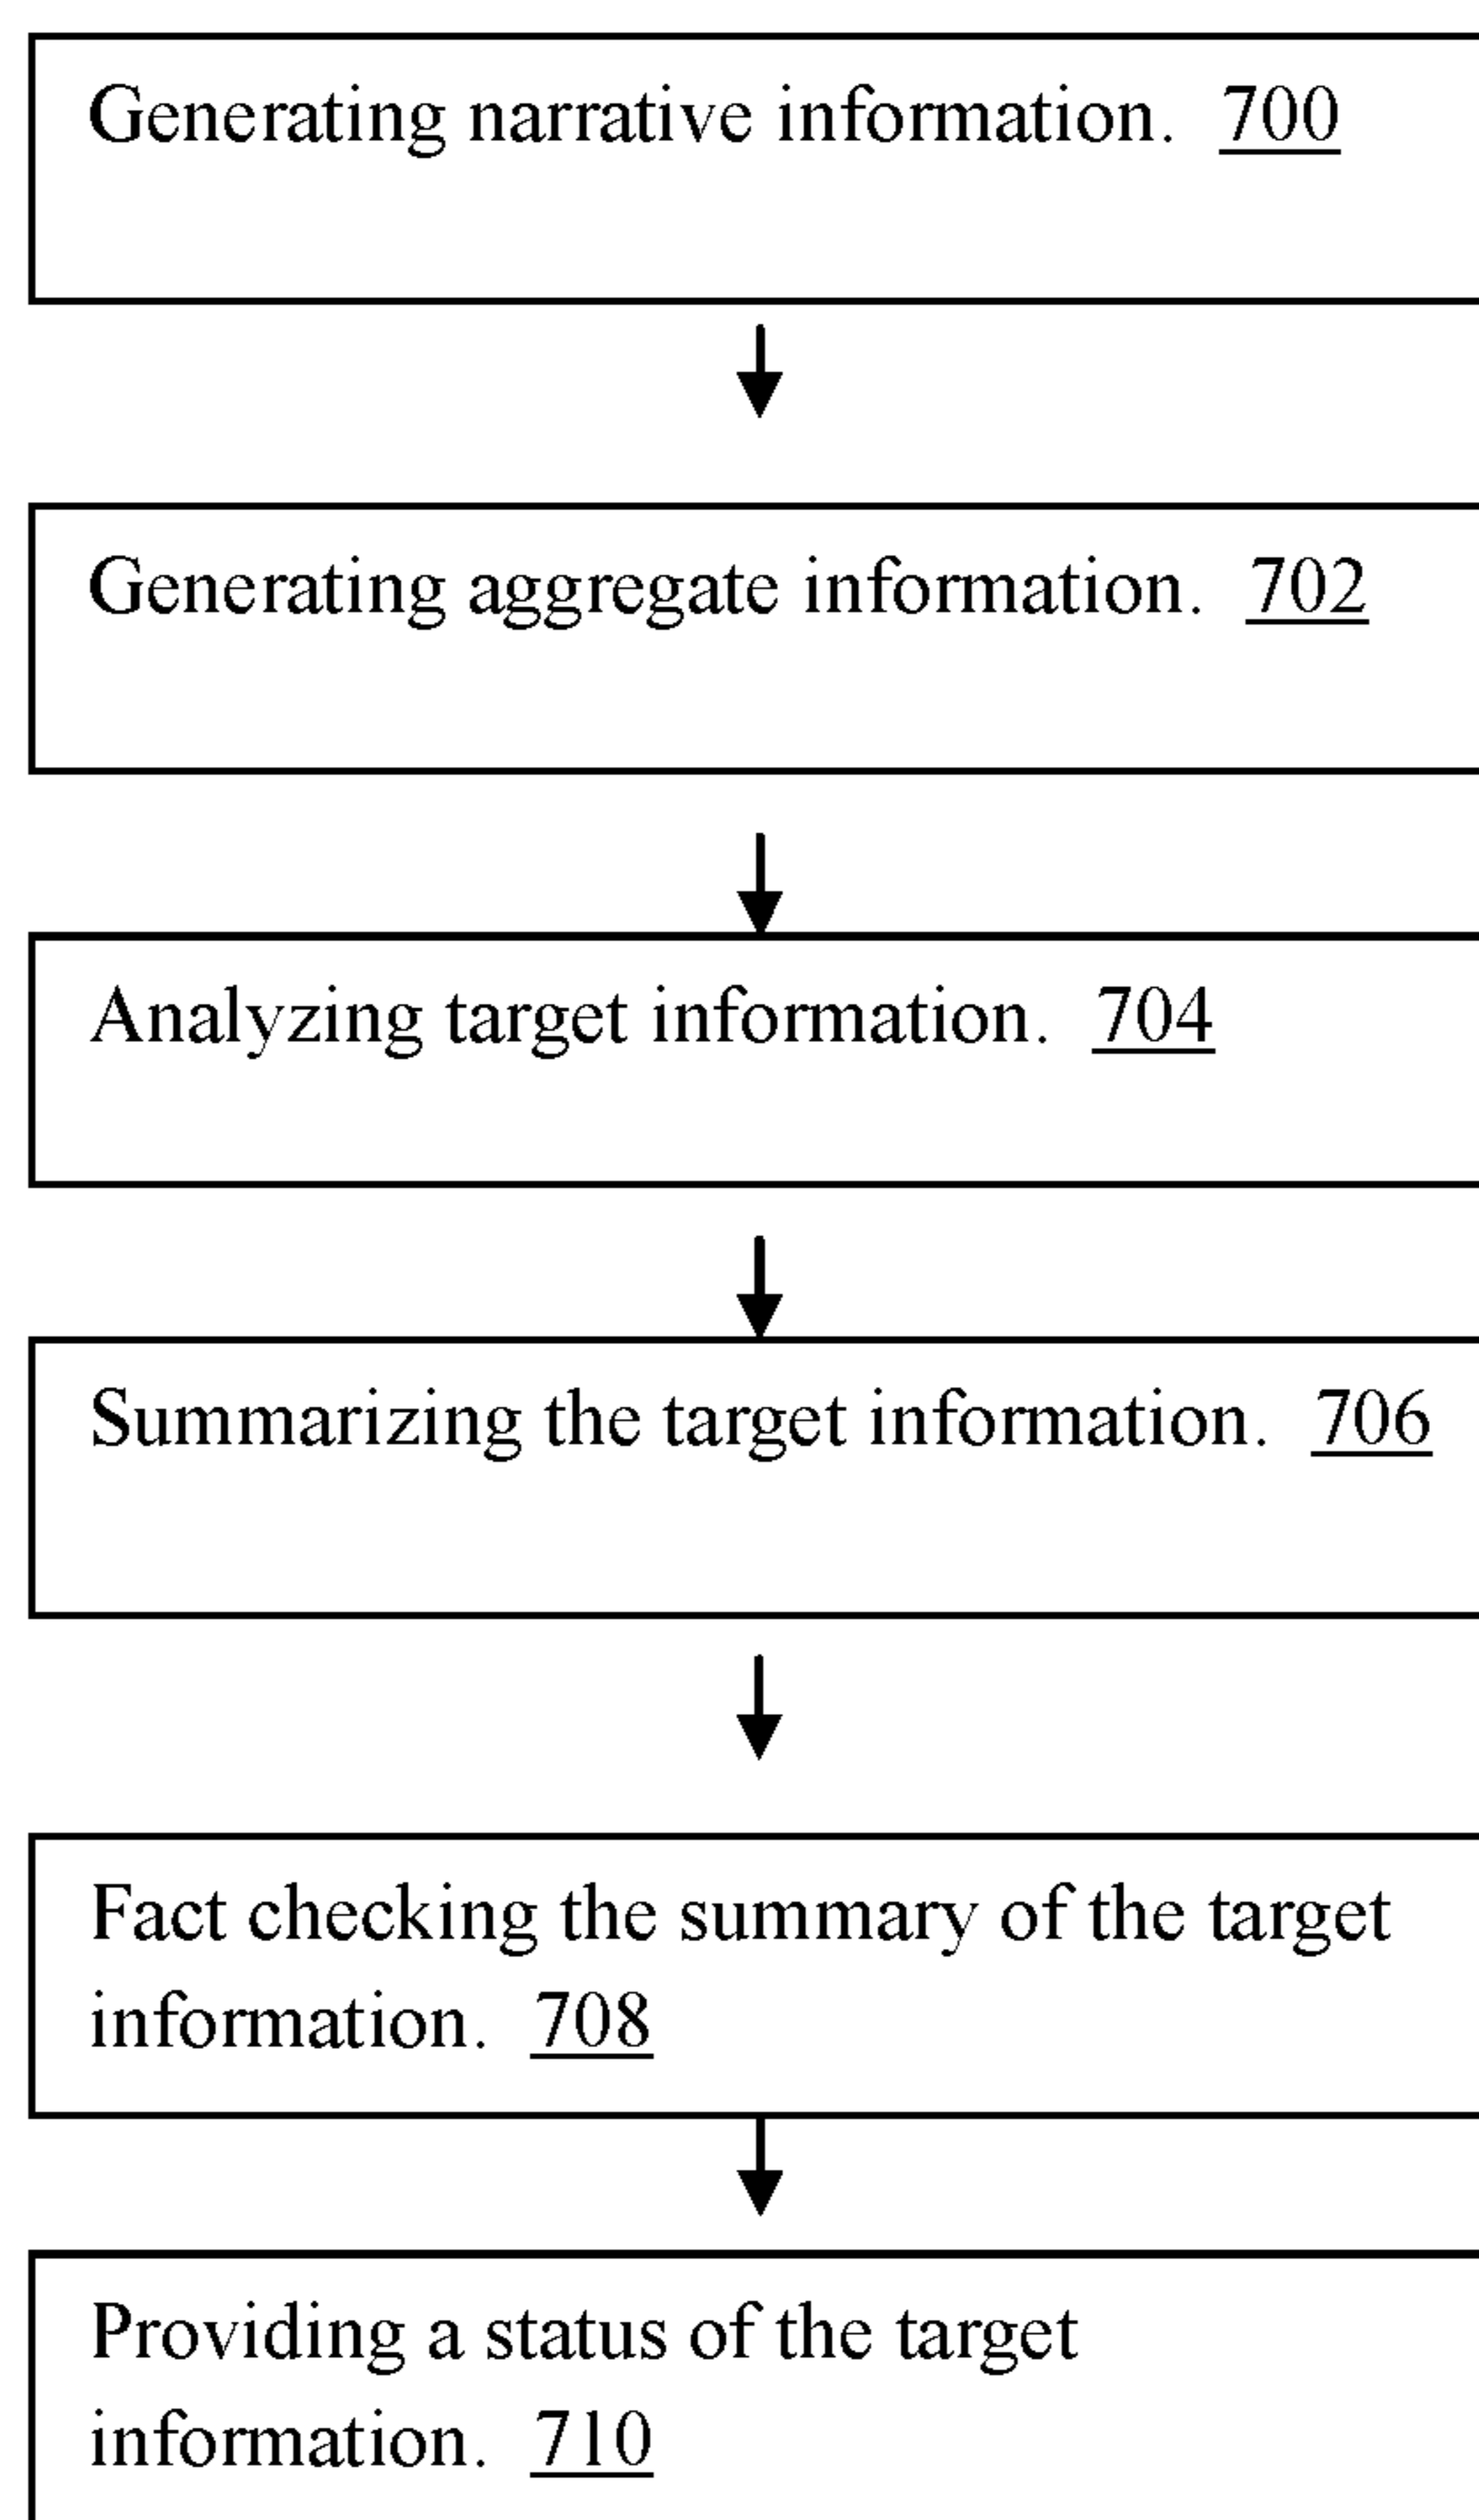 Generating narrative information. 700
Generating aggregate information. 702
Analyzing target information. 704
Summarizing the target information. 706
Fact checking the summary of the target
information. 708
Providing a status of the target
information. 710